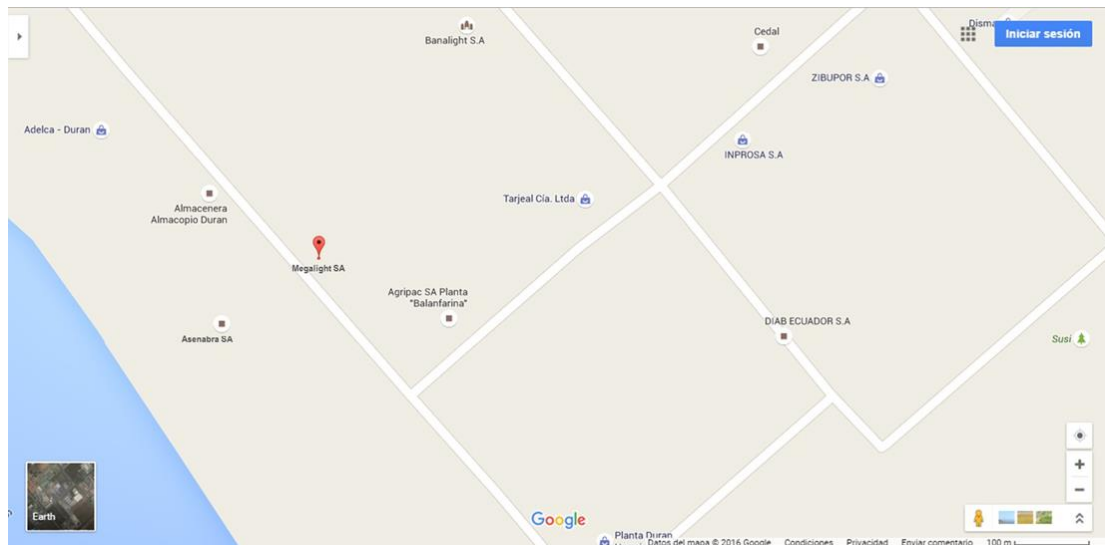 Banalight S.A
Cedal
Disma
Iniciar sesión
ZIBUPOR S.A
Adelca - Duran
INPROSA S.A
Tarjeal Cía. Ltda
Almacenera
Almacopio Duran
Megalight SA
Agripac SA Planta
"Balanfarina"
Asenabra SA
DIAB ECUADOR S.A
Susi
Earth
Google
Planta Duran
Datos del mapa © 2016 Google Condiciones Privacidad Enviar comentario 100 m